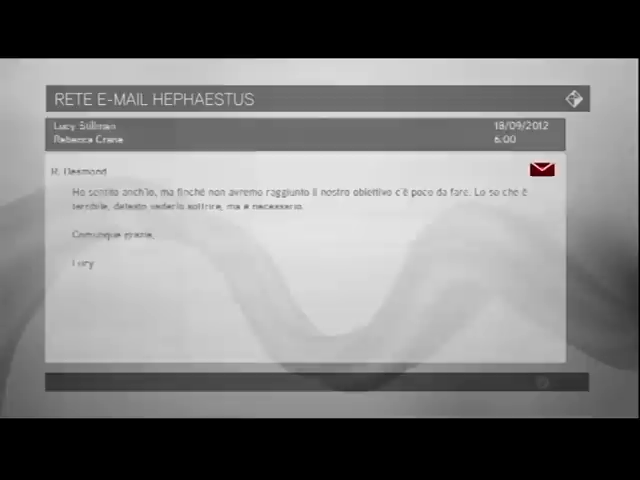 RETE E-MAIL HEPHAESTUS
Lucy Stillman 18/09/2012
Rebecca Crane 6:00
R: Desmond
Ho sentito anch'io, ma finché non avremo raggiunto il nostro obiettivo c'è poco da fare. Lo so che è
terribile, detesto vederlo soffrire, ma è necessario.
Comunque grazie,
Lucy